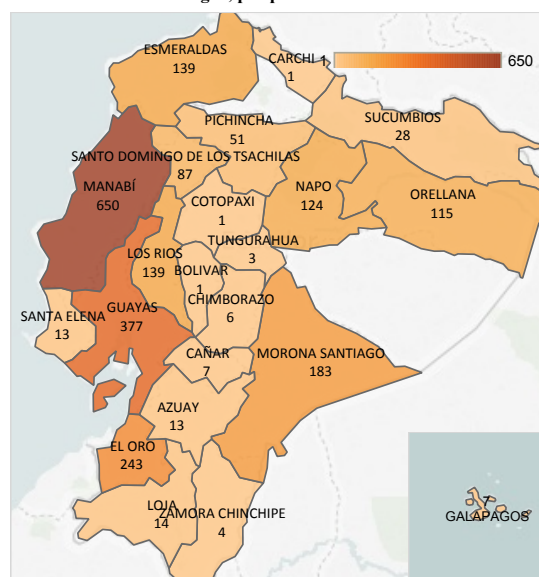 ESMERALDAS
139
CARCHI
1
1
650
PICHINCHA
51
SUCUMBIOS
28
SANTO DOMINGO DE LOS TSACHILAS
87
MANABÍ
650
COTOPAXI
1
NAPO
124
ORELLANA
115
TUNGURAHUA
3
LOS RIOS
139
BOLIVAR
1
CHIMBORAZO
6
GUAYAS
377
SANTA ELENA
13
CAÑAR
7
MORONA SANTIAGO
183
AZUAY
13
EL ORO
243
LOJA
14
ZAMORA CHINCHIPE
4
7
GALAPAGOS